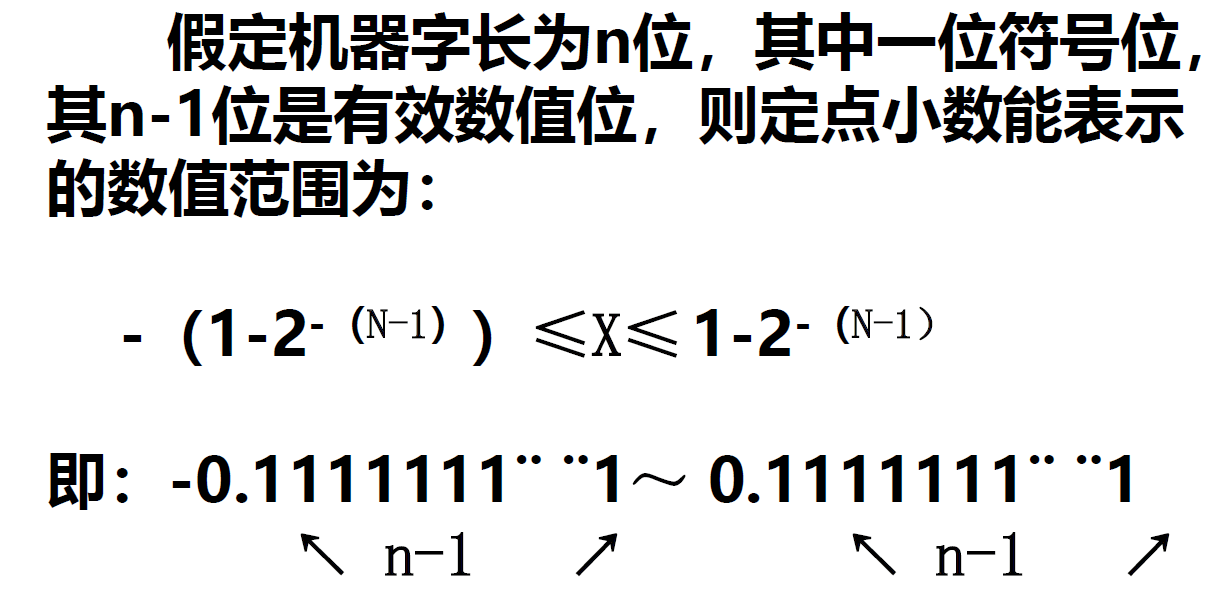 假定机器字长为n位，其中一位符号位，
其n-1位是有效数值位，则定点小数能表示
的数值范围为：
-（1-2-（N-1））≤X≤1-2-（N-1）
即：-0.1111111¨ ¨1～ 0.1111111¨ ¨1
↖ n-1 ↗ ↖ n-1 ↗